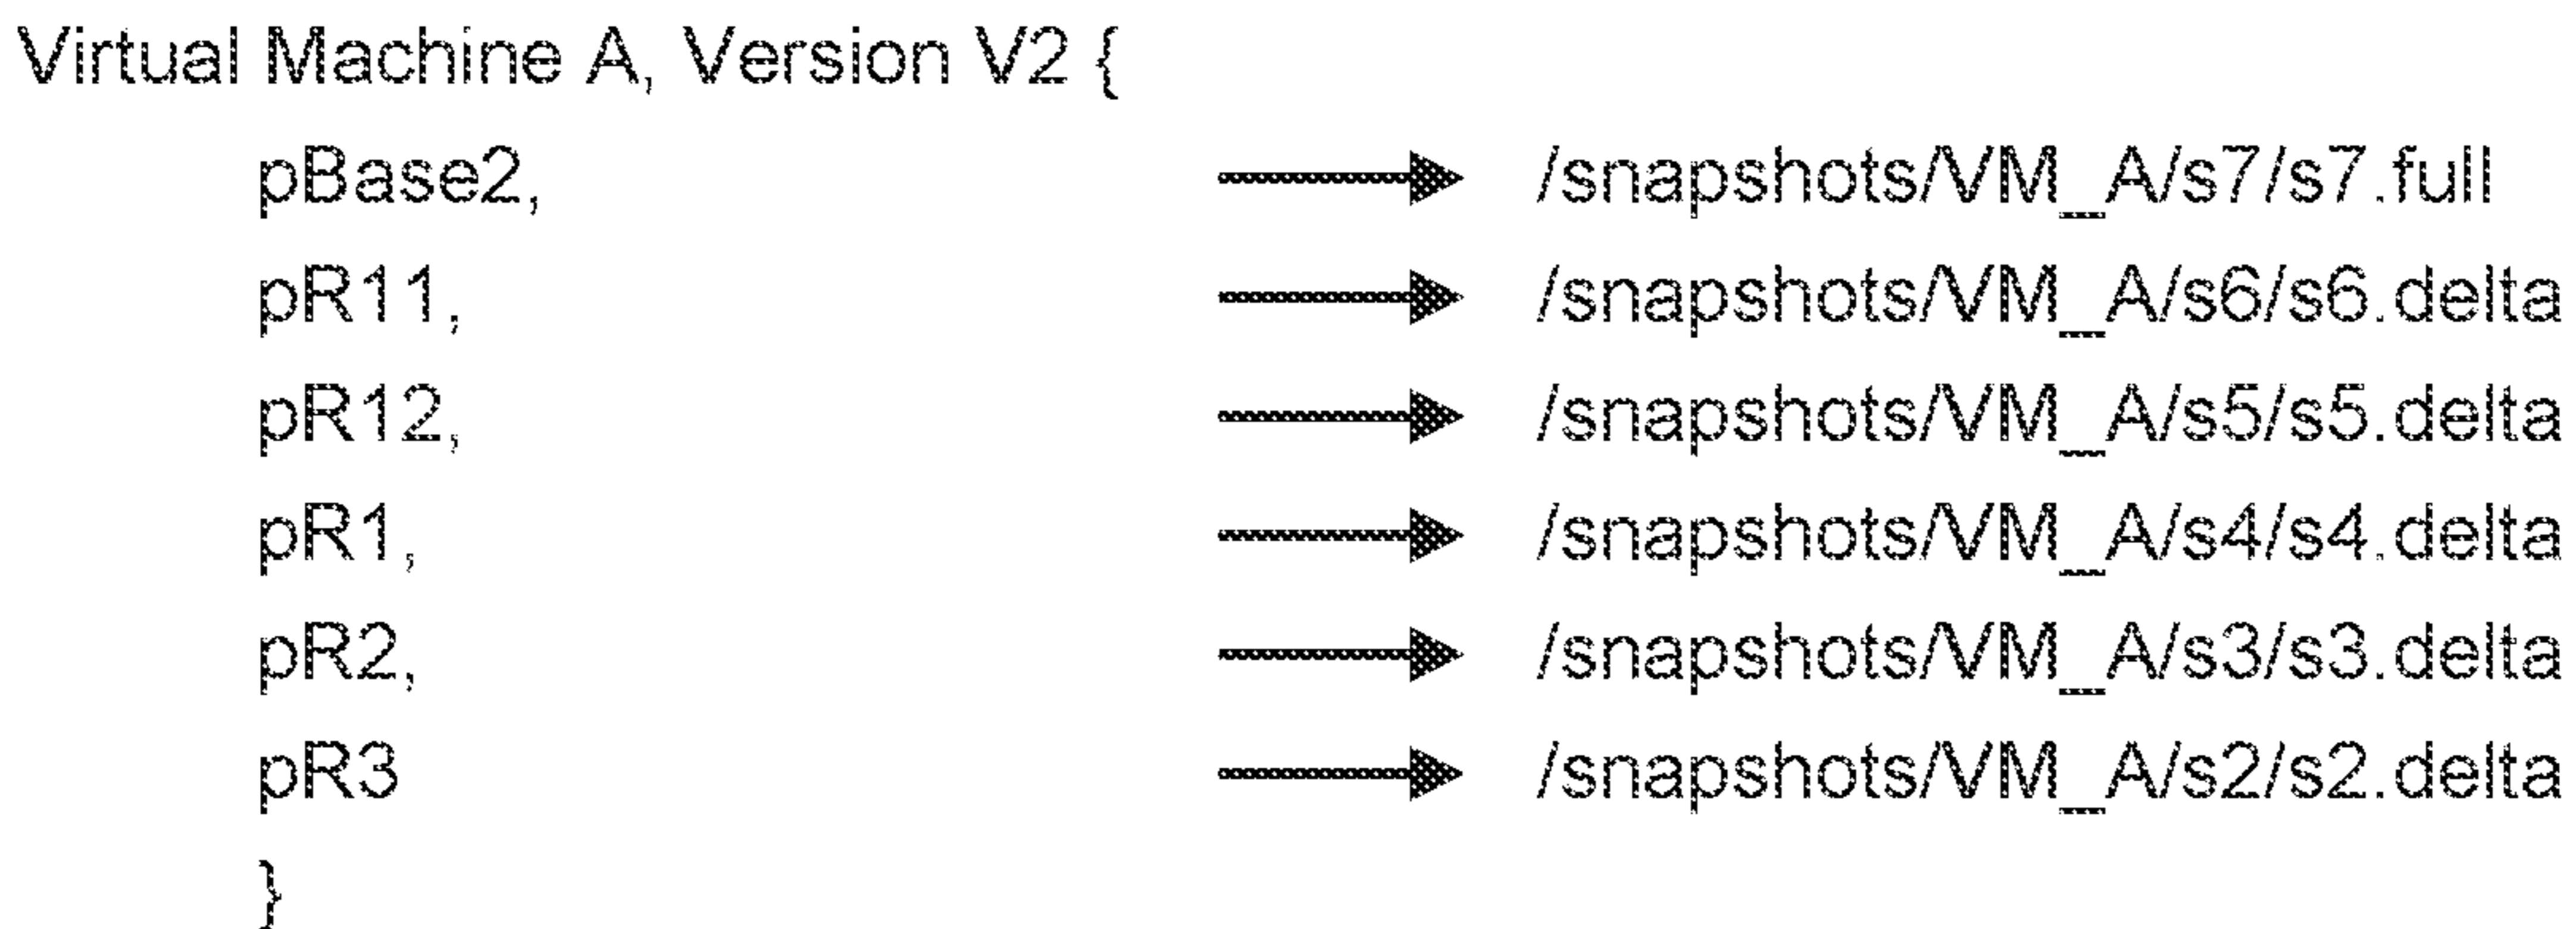 Virtual Machine A, Version V2 {
pBase2, /snapshots/VM_A/s7/s7.full
pR11, /snapshots/VM_A/s6/s6.delta
pR12, /snapshots/VM_A/s5/s5.delta
pR1, /snapshots/VM_A/s4/s4.delta
pR2, /snapshots/VM_A/s3/s3.delta
pR3 /snapshots/VM_A/s2/s2.delta
}